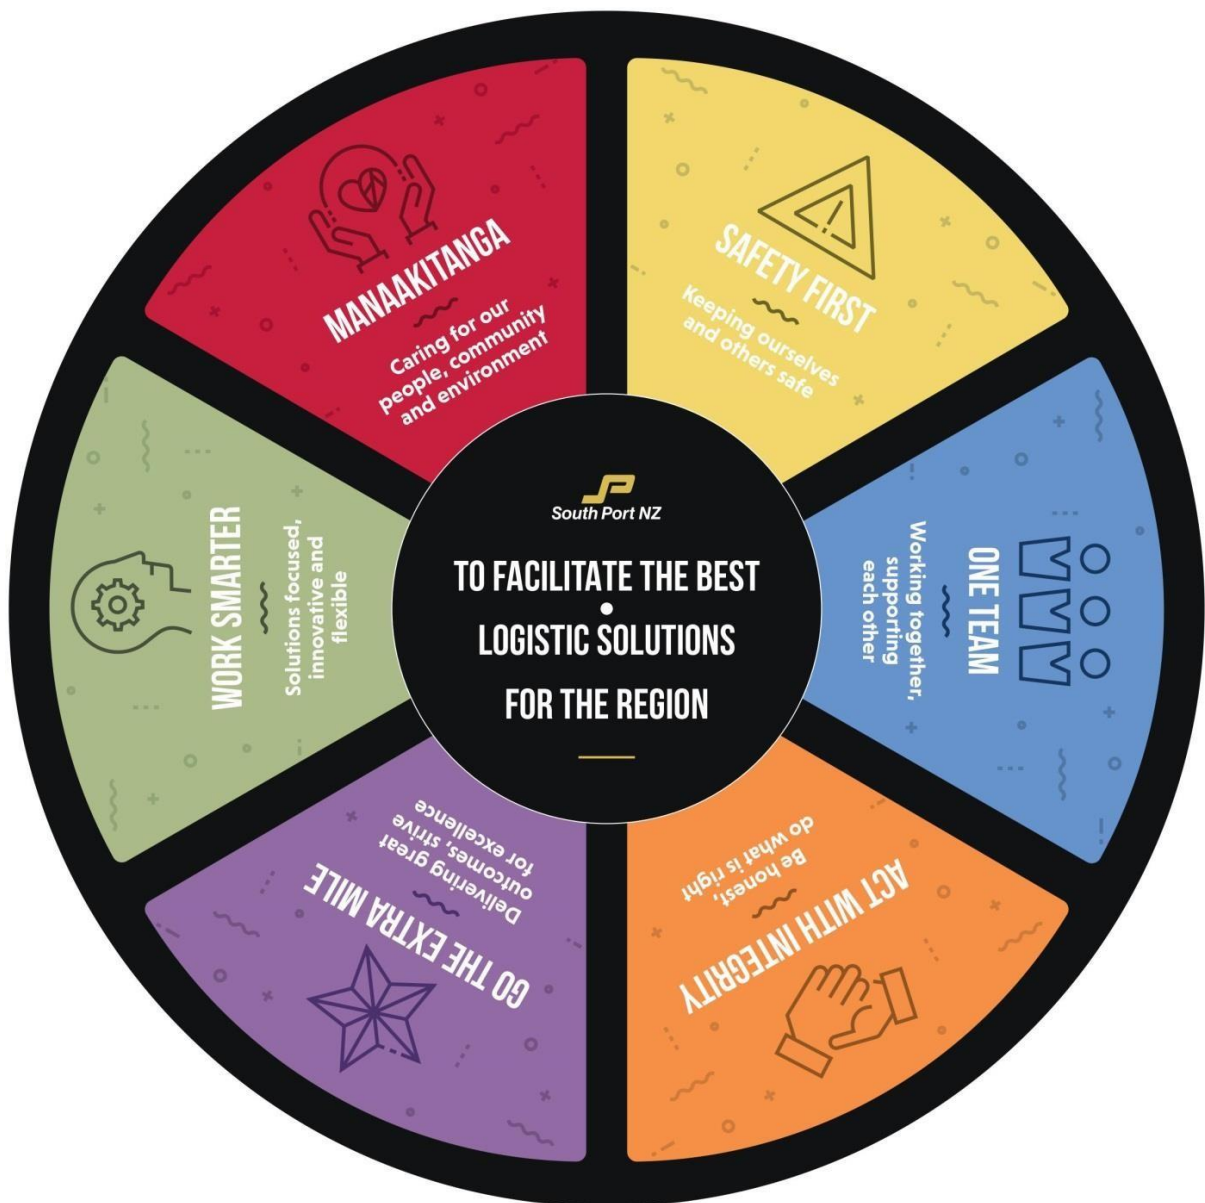 South Port NZ
TO FACILITATE THE BEST
LOGISTIC SOLUTIONS
FOR THE REGION
SAFETY FIRST
Keeping ourselves
and others safe
ONE TEAM
Working together,
supporting
each other
ACT WITH INTEGRITY
Be honest,
do what is right
GO THE EXTRA MILE
Delivering great
outcomes, strive
for excellence
WORK SMARTER
Solutions focused,
innovative and
flexible
MANAAKITANGA
Caring for our
people, community
and environment